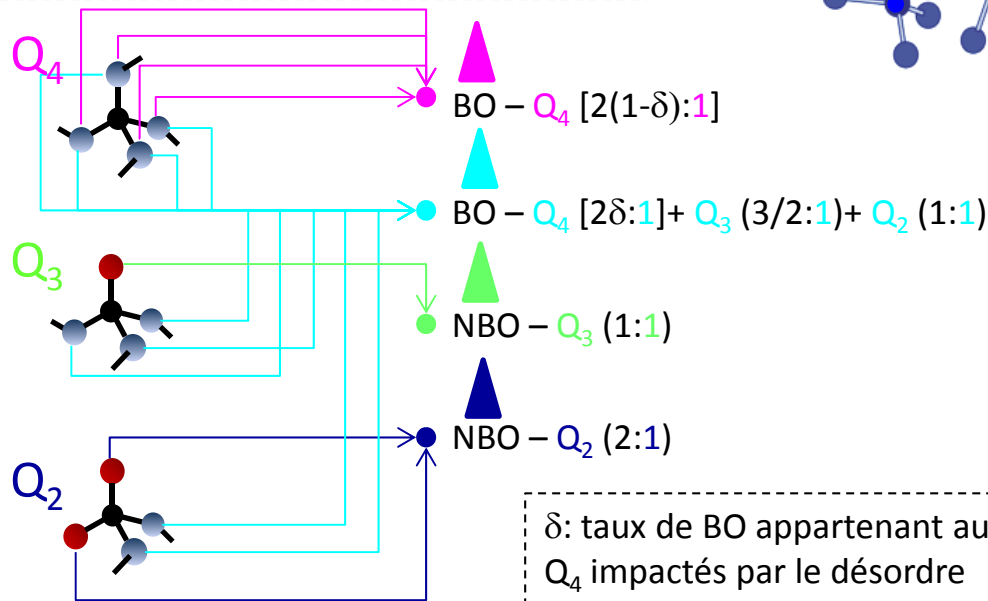 Q₄
BO – Q₄ [2(1-δ):1]
BO – Q₄ [2δ:1]+ Q₃ (3/2:1)+ Q₂ (1:1)
Q₃
NBO – Q₃ (1:1)
NBO – Q₂ (2:1)
Q₂
δ: taux de BO appartenant au
Q₄ impactés par le désordre